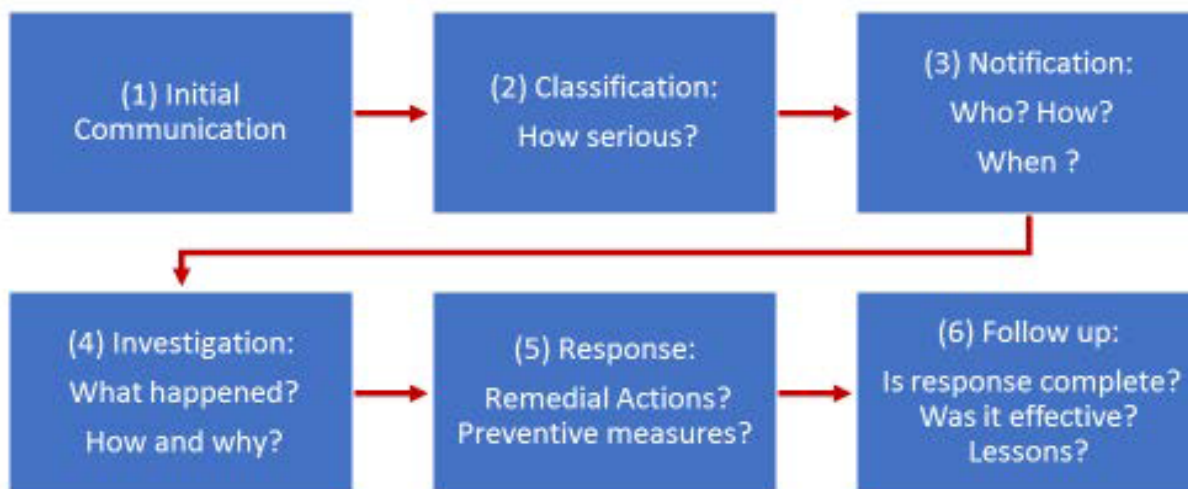 (1) Initial
Communication
(2) Classification:
How serious?
(3) Notification:
Who? How?
When ?
(4) Investigation:
What happened?
How and why?
(5) Response:
Remedial Actions?
Preventive measures?
(6) Follow up:
Is response complete?
Was it effective?
Lessons?